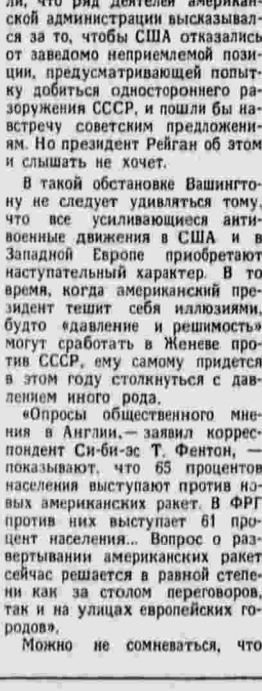 ли, что ряд деятелей американ-
ской администрации высказывал-
ся за то, чтобы США отказались
от заведомо неприемлемой пози-
ции, предусматривающей попыт-
ку добиться одностороннего ра-
зоружения СССР, и пошли бы на-
встречу советским предложени-
ям. Но президент Рейган об этом
и слышать не хочет.
В такой обстановке Вашингто-
ну не следует удивляться тому,
что все усиливающиеся анти-
военные движения в США и в
Западной Европе приобретают
наступательный характер. В то
время, когда американский пре-
зидент тешит себя иллюзиями,
будто «давление и решимость»
могут сработать в Женеве про-
тив СССР, ему самому придется
в этом году столкнуться с дав-
лением иного рода.
«Опросы общественного мне-
ния в Англии,— заявил коррес-
пондент Си-би-эс Т. Фентон, —
показывают, что 65 процентов
населения выступают против но-
вых американских ракет. В ФРГ
против них выступает 61 про-
цент населения... Вопрос о раз-
вертывании американских ракет
сейчас решается в равной степе-
ни как за столом переговоров,
так и на улицах европейских го-
родов».
Можно не сомневаться, что